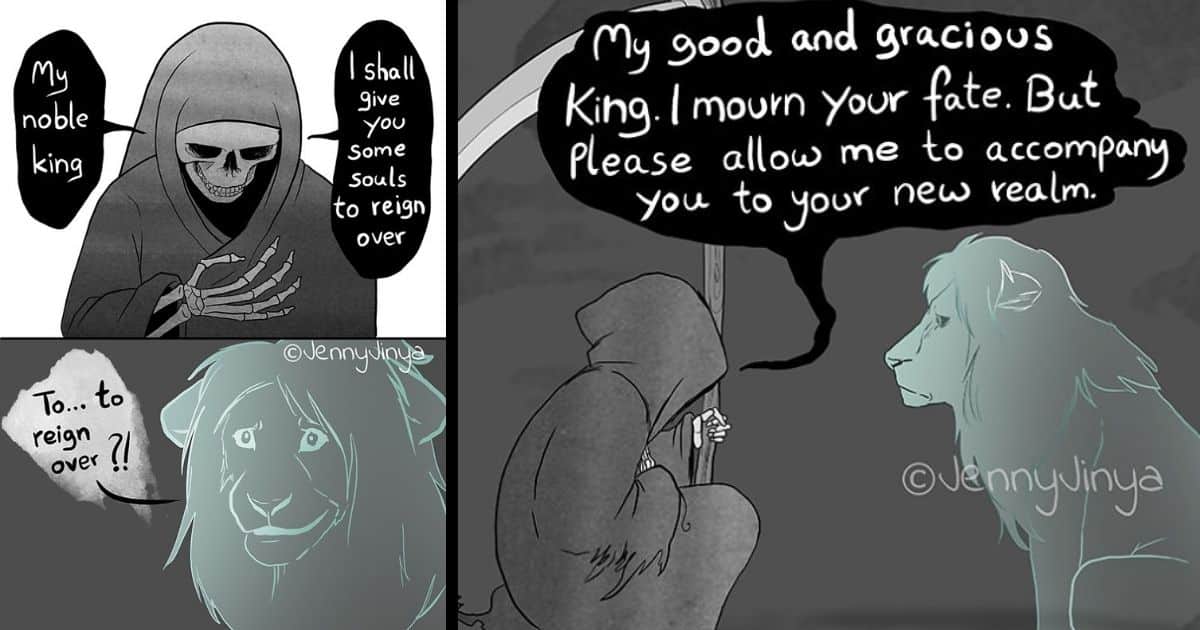 My
noble
king
I shall
give
you
some
souls
to reign
over
©JennyJinya
To... to
reign
over ?!
My good and gracious
King. I mourn your fate. But
Please allow me to accompany
you to your new realm.
©JennyJinya